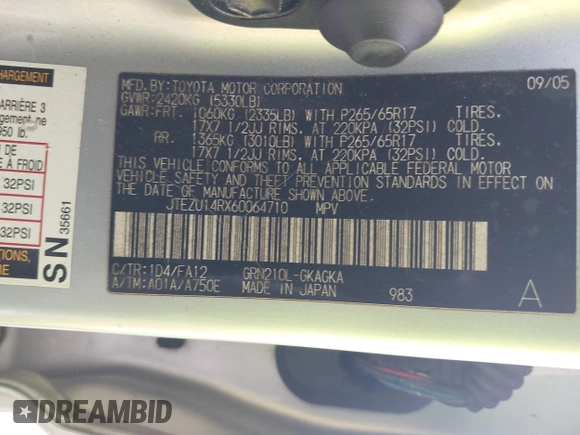 CHARGEMENT
ARRIÈRE 3
gement ne
950 lb.
N DE
E À FROID
32PSI
32PSI
32PSI
TIONS.
SN 35661
MFD.BY:TOYOTA MOTOR CORPORATION 09/05
GVWR:2420KG (5330LB)
GAWR:FRT. 1060KG (2335LB) WITH P265/65R17 TIRES.
17X7 1/2JJ RIMS. AT 220KPA (32PSI) COLD.
RR. 1365KG (3010LB) WITH P265/65R17 TIRES.
17X7 1/2JJ RIMS. AT 220KPA (32PSI) COLD.
THIS VEHICLE CONFORMS TO ALL APPLICABLE FEDERAL MOTOR
VEHICLE SAFETY AND THEFT PREVENTION STANDARDS IN EFFECT ON
THE DATE OF MANUFACTURE SHOWN ABOVE.
JTEZU14RX60064710 MPV
C/TR:1D4/FA12 GRN210L-GKAGKA
A/TM:A01A/A750E MADE IN JAPAN 983 A
DREAMBID